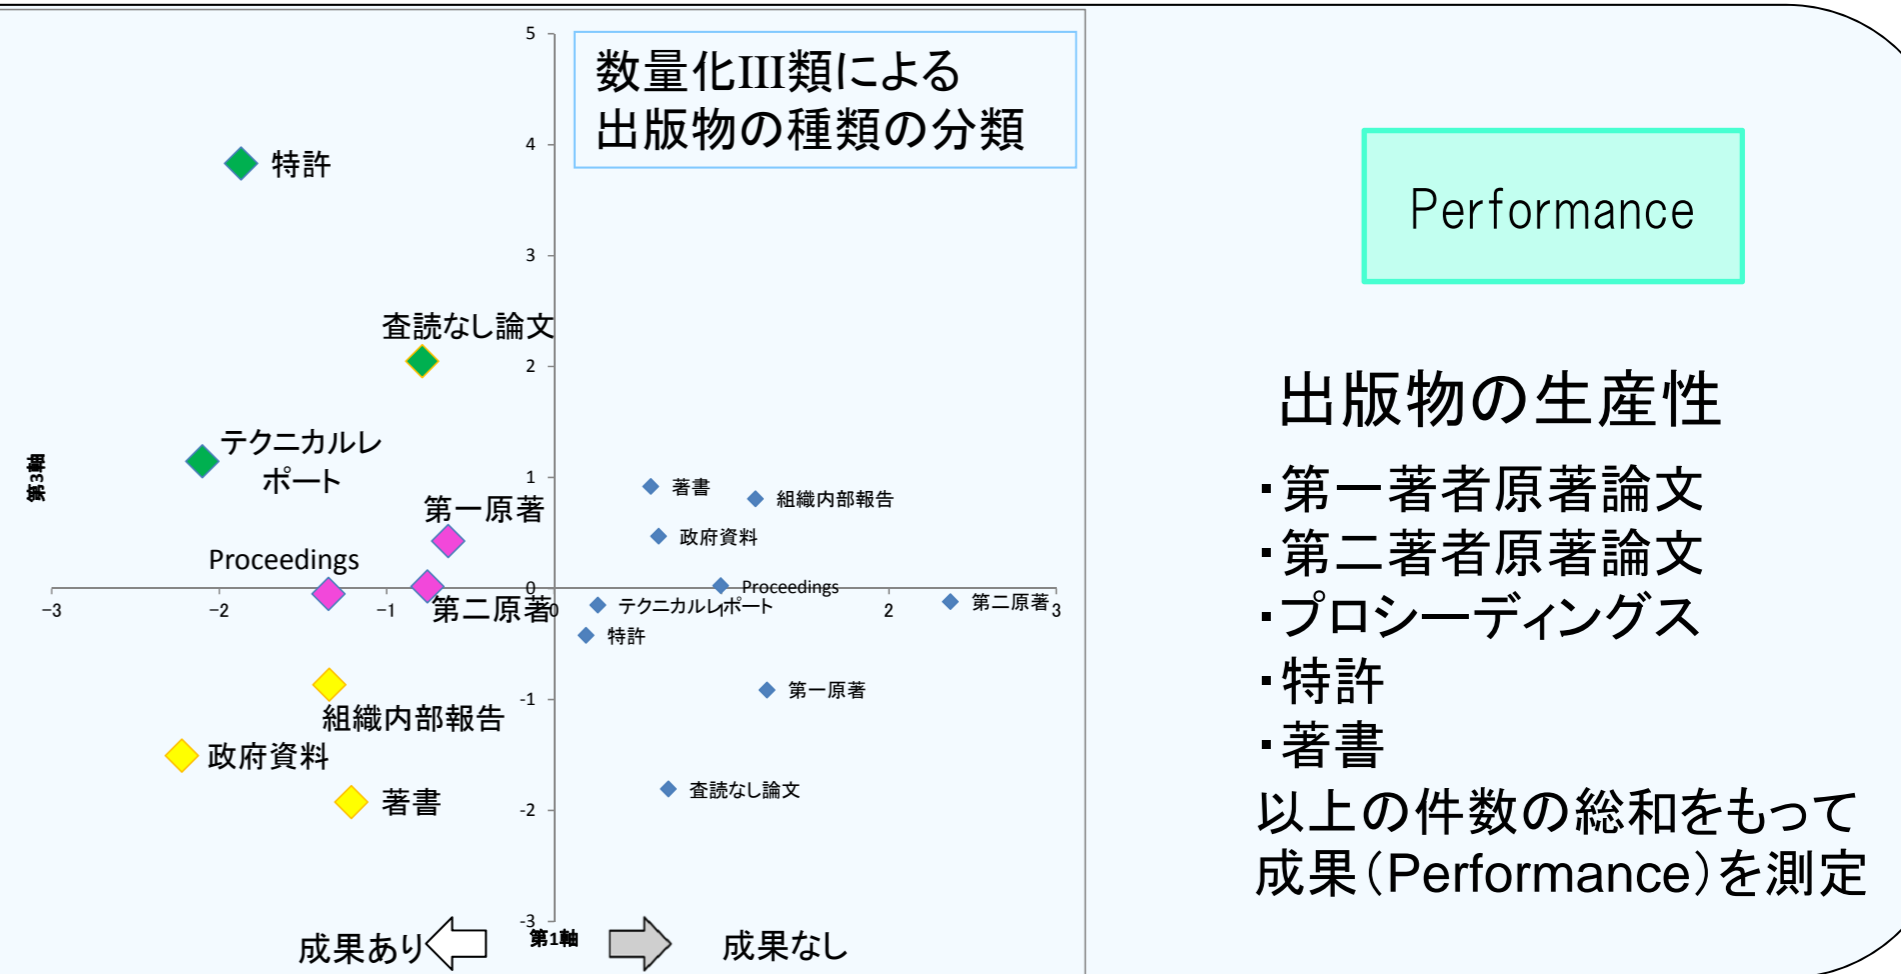 数量化III類による
出版物の種類の分類
5
4
3
2
1
0
-1
-2
-3
-3
-2
-1
0
1
2
3
第3軸
第1軸
特許
査読なし論文
テクニカルレ
ポート
第一原著
Proceedings
第二原著
組織内部報告
政府資料
著書
著書
組織内部報告
政府資料
Proceedings
テクニカルレポート
第二原著
特許
第一原著
査読なし論文
成果あり
成果なし
Performance
出版物の生産性
・第一著者原著論文
・第二著者原著論文
・プロシーディングス
・特許
・著書
以上の件数の総和をもって
成果（Performance）を測定